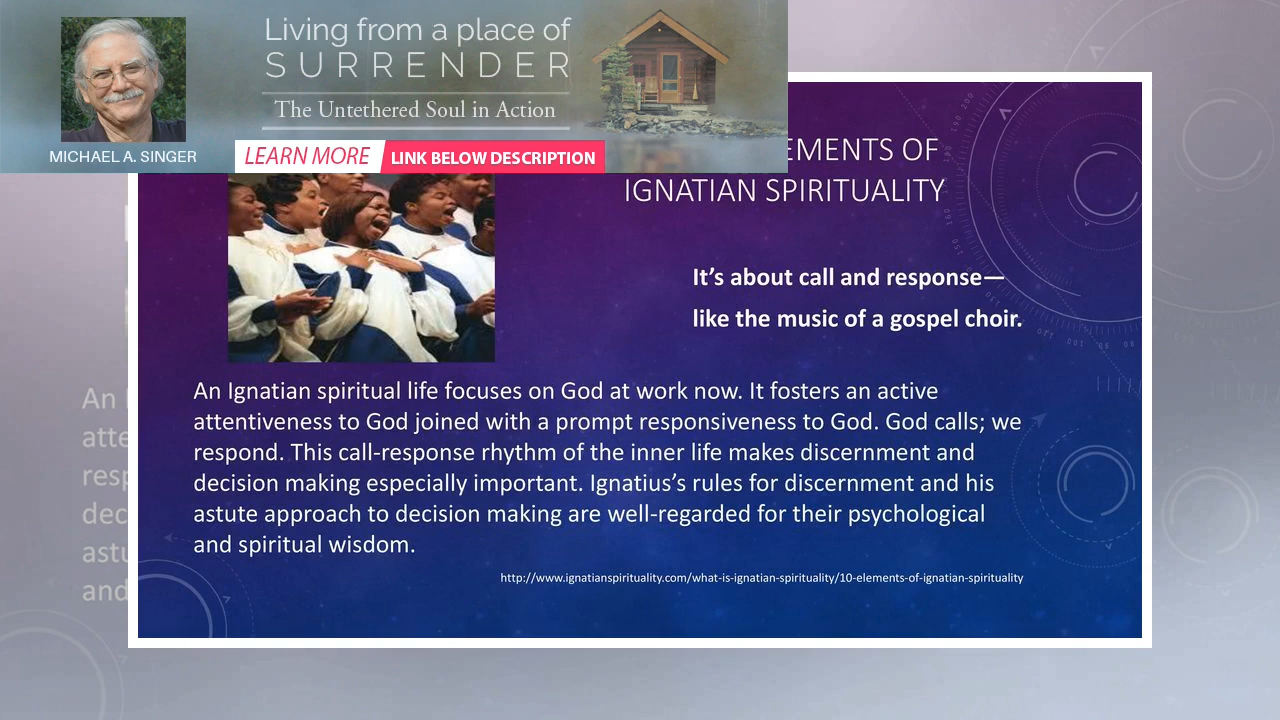 Living from a place of
SURRENDER
The Untethered Soul in Action
MICHAEL A. SINGER
LEARN MORE
LINK BELOW DESCRIPTION
EMENTS OF
IGNATIAN SPIRITUALITY
It's about call and response—
like the music of a gospel choir.
An Ignatian spiritual life focuses on God at work now. It fosters an active
attentiveness to God joined with a prompt responsiveness to God. God calls; we
respond. This call-response rhythm of the inner life makes discernment and
decision making especially important. Ignatius's rules for discernment and his
astute approach to decision making are well-regarded for their psychological
and spiritual wisdom.
http://www.ignatianspirituality.com/what-is-ignatian-spirituality/10-elements-of-ignatian-spirituality